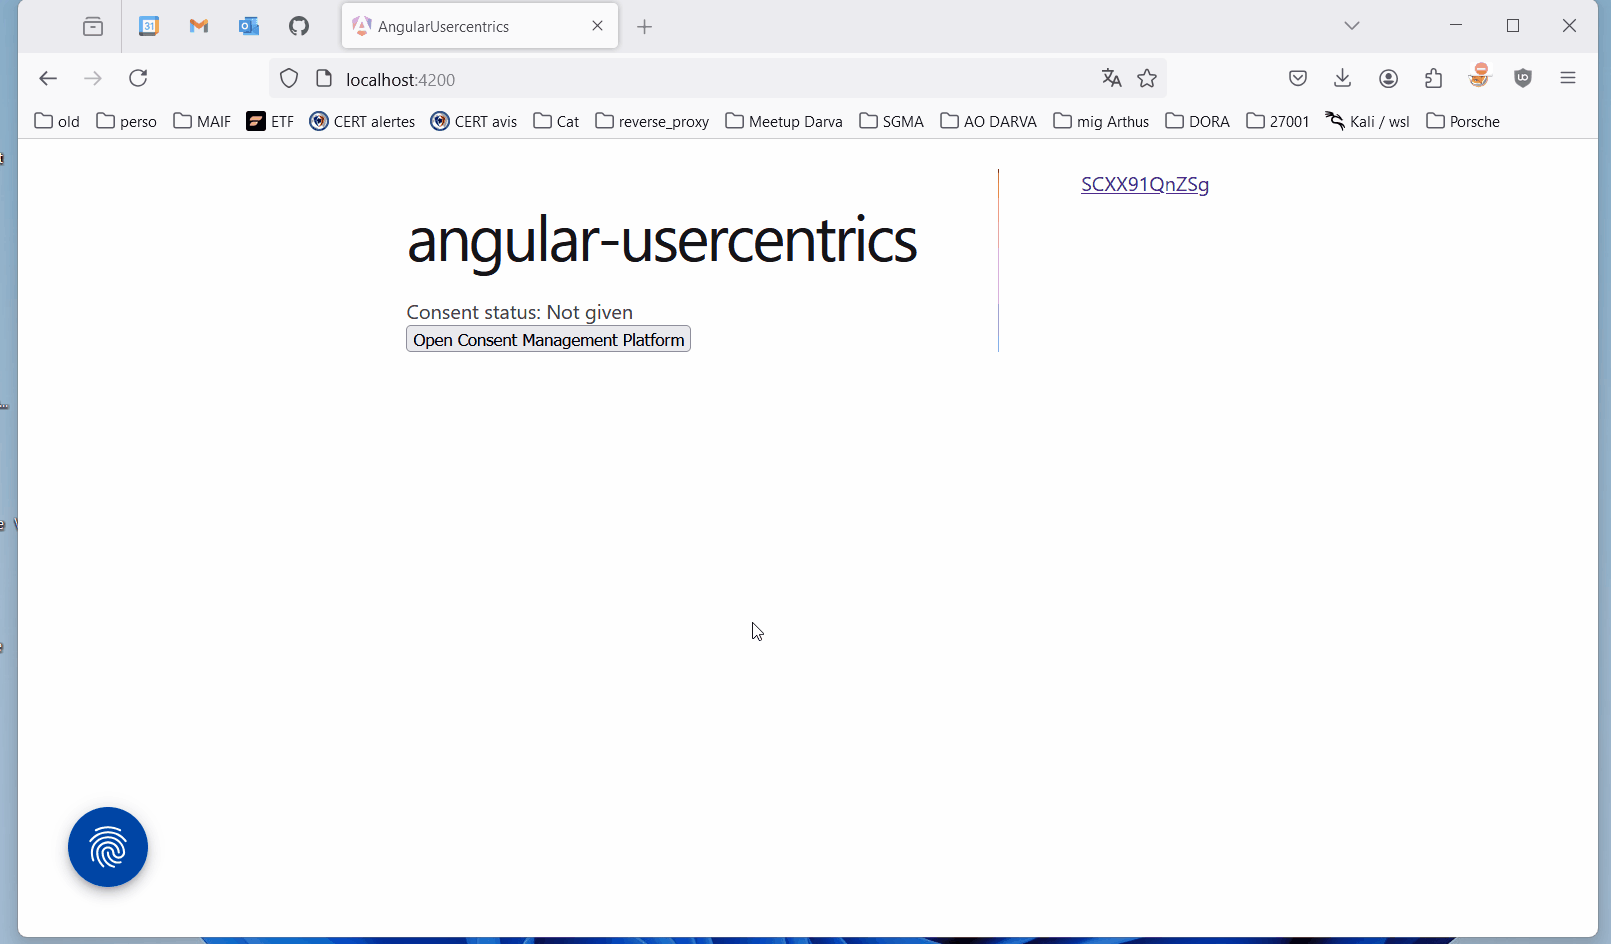 31
AngularUsercentrics
localhost:4200
old perso MAIF ETF CERT alertes CERT avis Cat reverse_proxy Meetup Darva SGMA AO DARVA mig Arthus DORA 27001 Kali / wsl Porsche
SCXX91QnZSg
angular-usercentrics
Consent status: Not given
Open Consent Management Platform